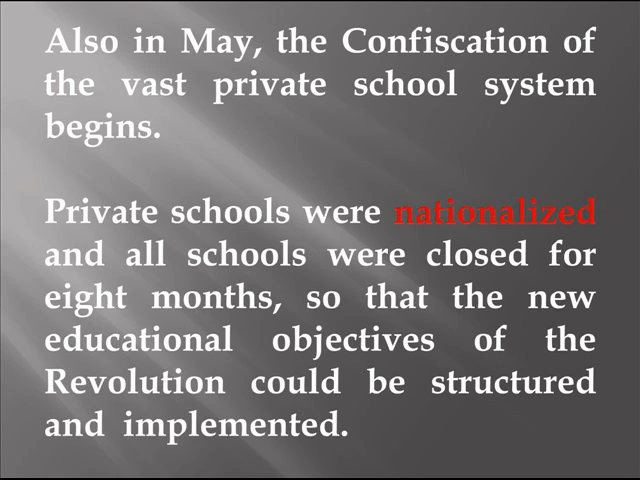 Also in May, the Confiscation of
the vast private school system
begins.
Private schools were nationalized
and all schools were closed for
eight months, so that the new
educational objectives of the
Revolution could be structured
and implemented.